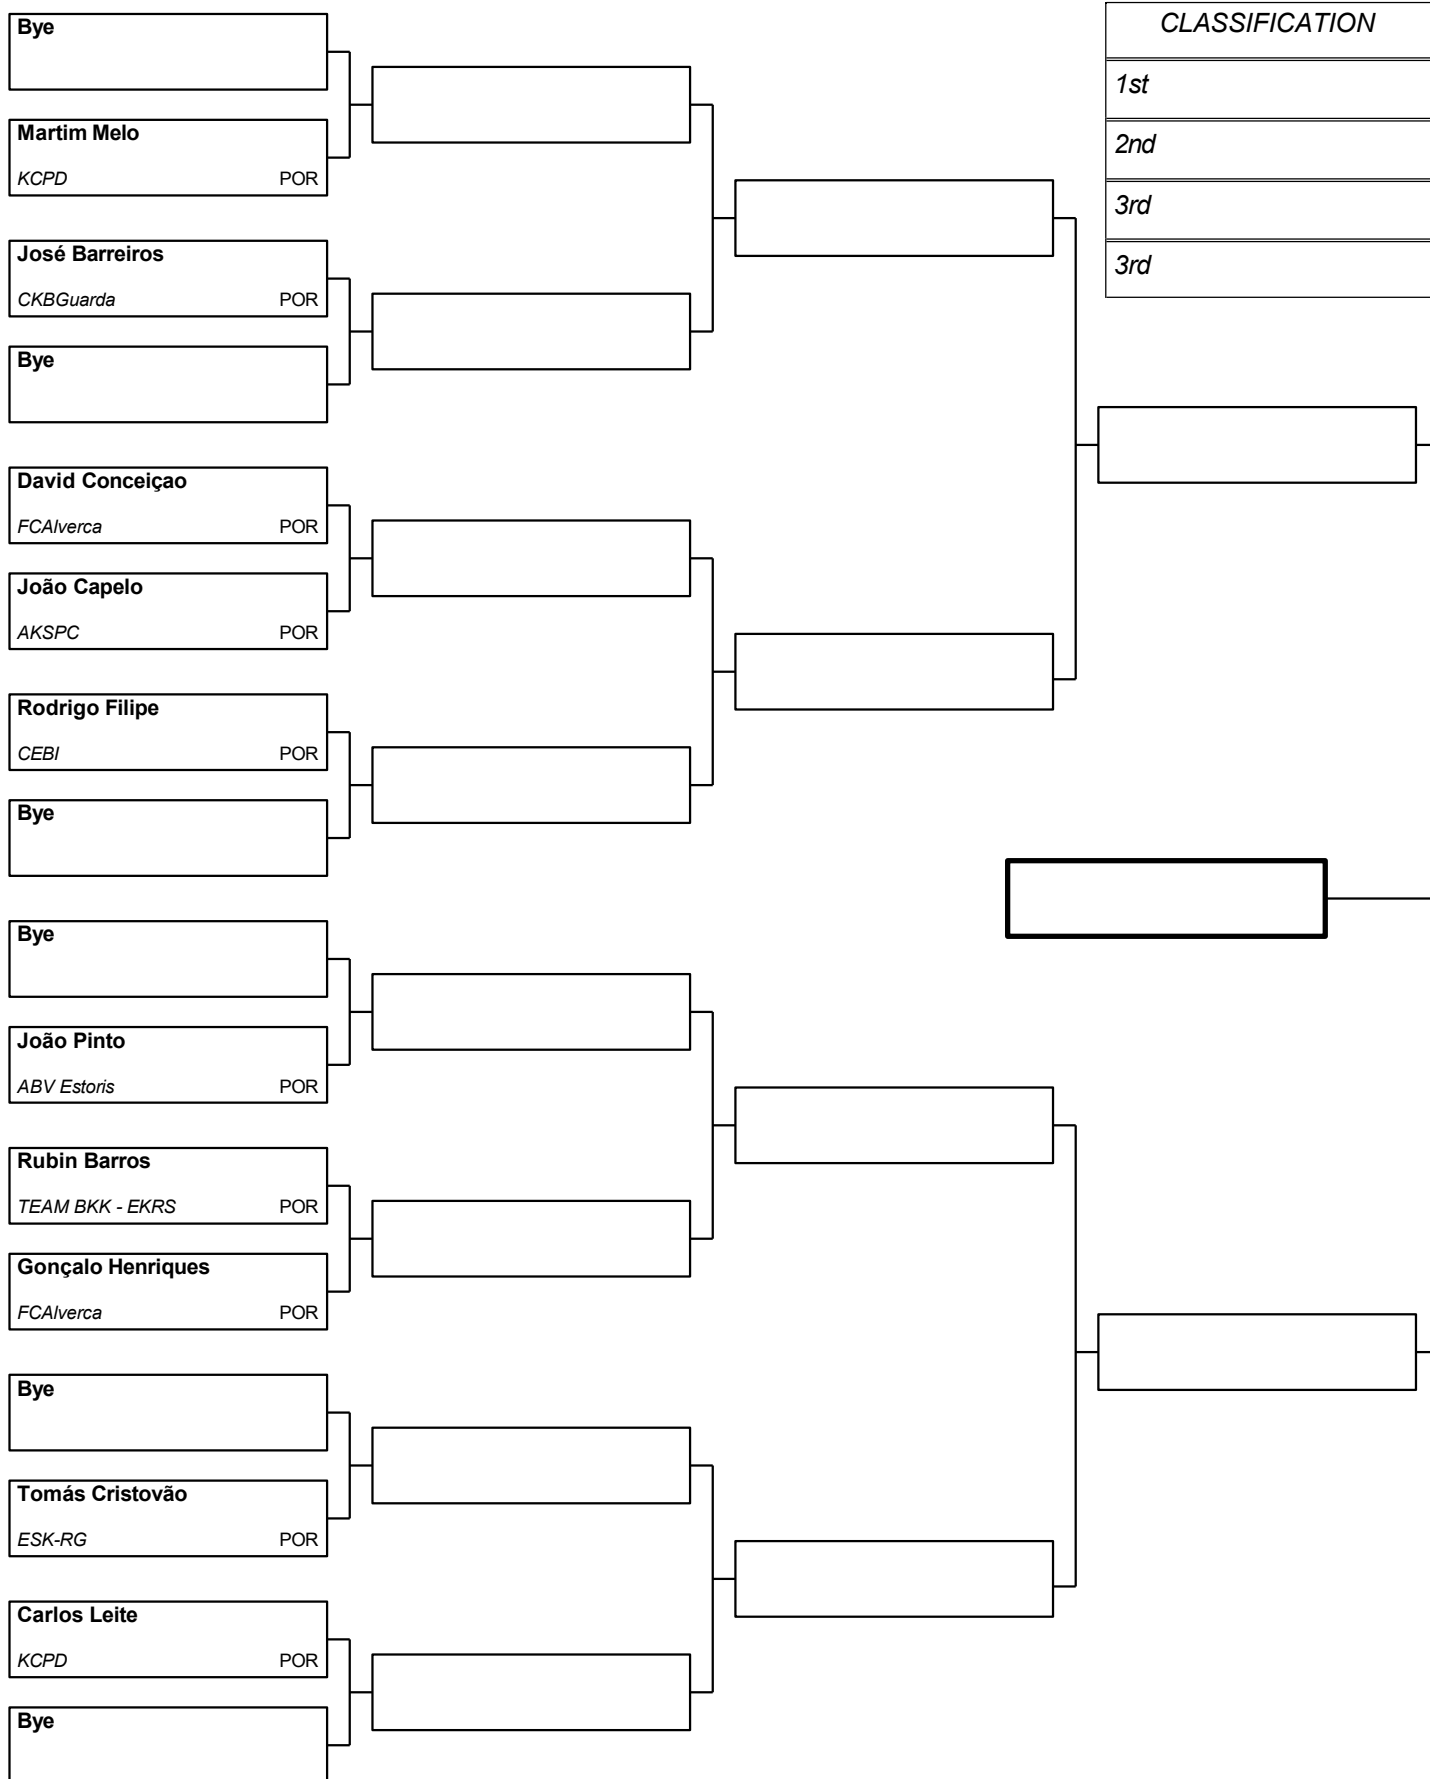 Bye
CLASSIFICATION
1st
Martim Melo
KCPD POR
2nd
3rd
José Barreiros
CKBGuarda POR
3rd
Bye
David Conceiçao
FCAlverca POR
João Capelo
AKSPC POR
Rodrigo Filipe
CEBI POR
Bye
Bye
João Pinto
ABV Estoris POR
Rubin Barros
TEAM BKK - EKRS POR
Gonçalo Henriques
FCAlverca POR
Bye
Tomás Cristovão
ESK-RG POR
Carlos Leite
KCPD POR
Bye